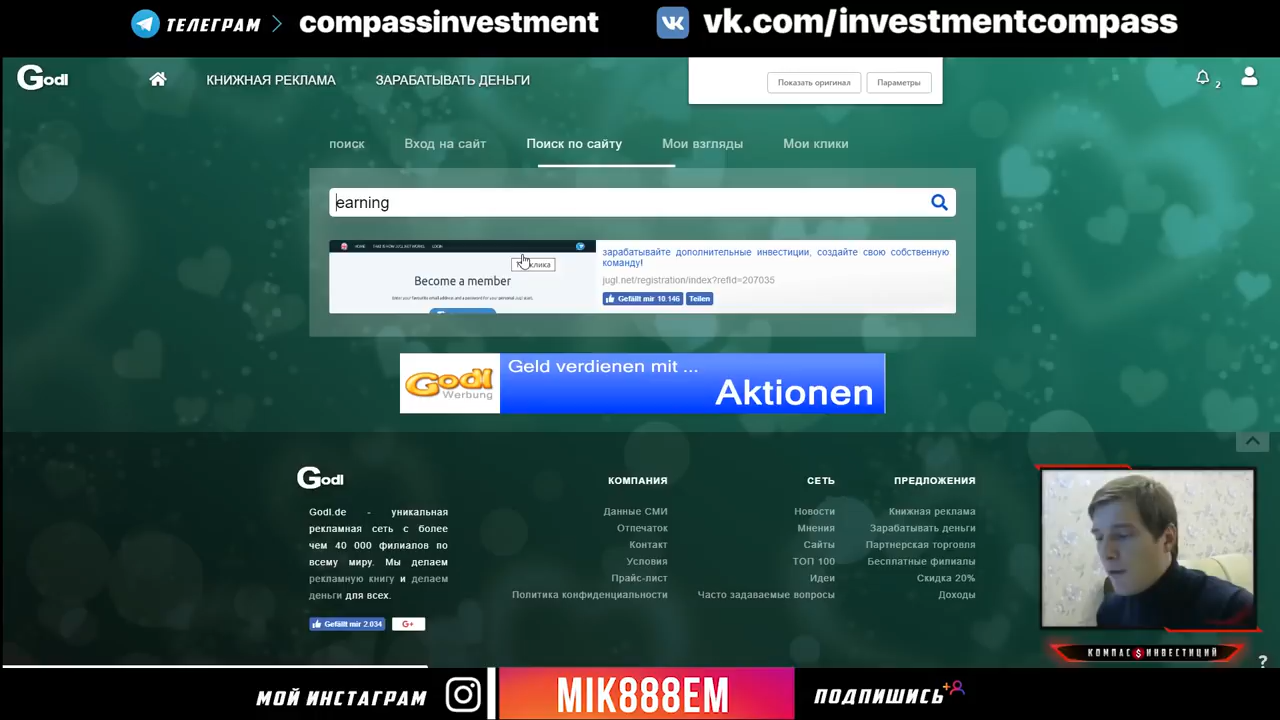 ТЕЛЕГРАМ > compassinvestment
vk.com/investmentcompass
Godl
КНИЖНАЯ РЕКЛАМА
ЗАРАБАТЫВАТЬ ДЕНЬГИ
Показать оригинал
Параметры
2
поиск
Вход на сайт
Поиск по сайту
Мои взгляды
Мои клики
earning
HOME
LOGIN
Become a member
клика
зарабатывайте дополнительные инвестиции, создайте свою собственную
команду!
jugl.net/registration/index?refId=207035
Gefällt mir 10.146
Teilen
Godl
Werbung
Geld verdienen mit ...
Aktionen
Godl
Godl.de - уникальная
рекламная сеть с более
чем 40 000 филиалов по
всему миру. Мы делаем
рекламную книгу и делаем
деньги для всех.
Gefällt mir 2.034
G+
КОМПАНИЯ
Данные СМИ
Отпечаток
Контакт
Условия
Прайс-лист
Политика конфиденциальности
СЕТЬ
Новости
Мнения
Сайты
ТОП 100
Идеи
Часто задаваемые вопросы
ПРЕДЛОЖЕНИЯ
Книжная реклама
Зарабатывать деньги
Партнерская торговля
Бесплатные филиалы
Скидка 20%
Доходы
КОМПАС $ ИНВЕСТИЦИЙ
?
МОЙ ИНСТАГРАМ
MIK888EM
ПОДПИШИСЬ